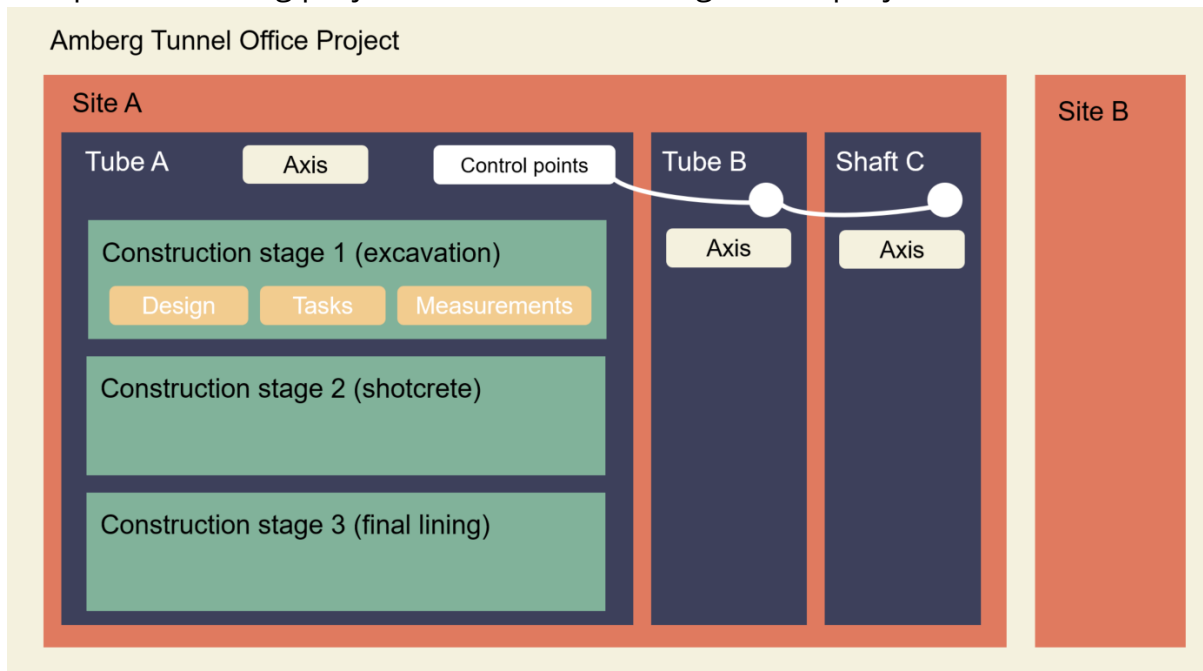 Amberg Tunnel Office Project
Site A
Site B
Tube A
Axis
Control points
Tube B
Shaft C
Axis
Axis
Construction stage 1 (excavation)
Design
Tasks
Measurements
Construction stage 2 (shotcrete)
Construction stage 3 (final lining)